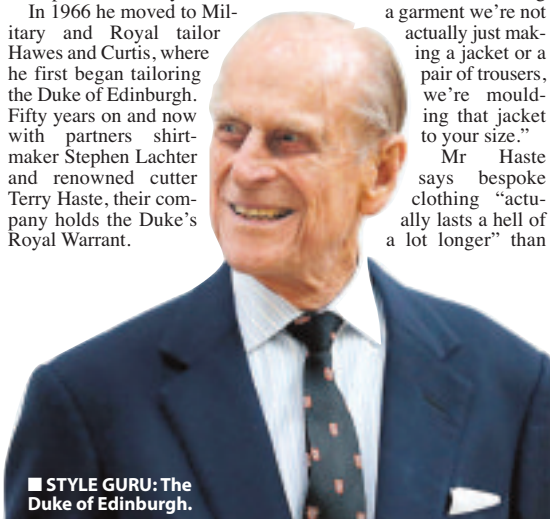 In 1966 he moved to Mil-
itary and Royal tailor
Hawes and Curtis, where
he first began tailoring
the Duke of Edinburgh.
Fifty years on and now
with partners shirt-
maker Stephen Lachter
and renowned cutter
Terry Haste, their com-
pany holds the Duke's
Royal Warrant.
a garment we're not
actually just mak-
ing a jacket or a
pair of trousers,
we're mould-
ing that jacket
to your size."
Mr Haste
says bespoke
clothing "actu-
ally lasts a hell of
a lot longer" than
■ STYLE GURU: The
Duke of Edinburgh.